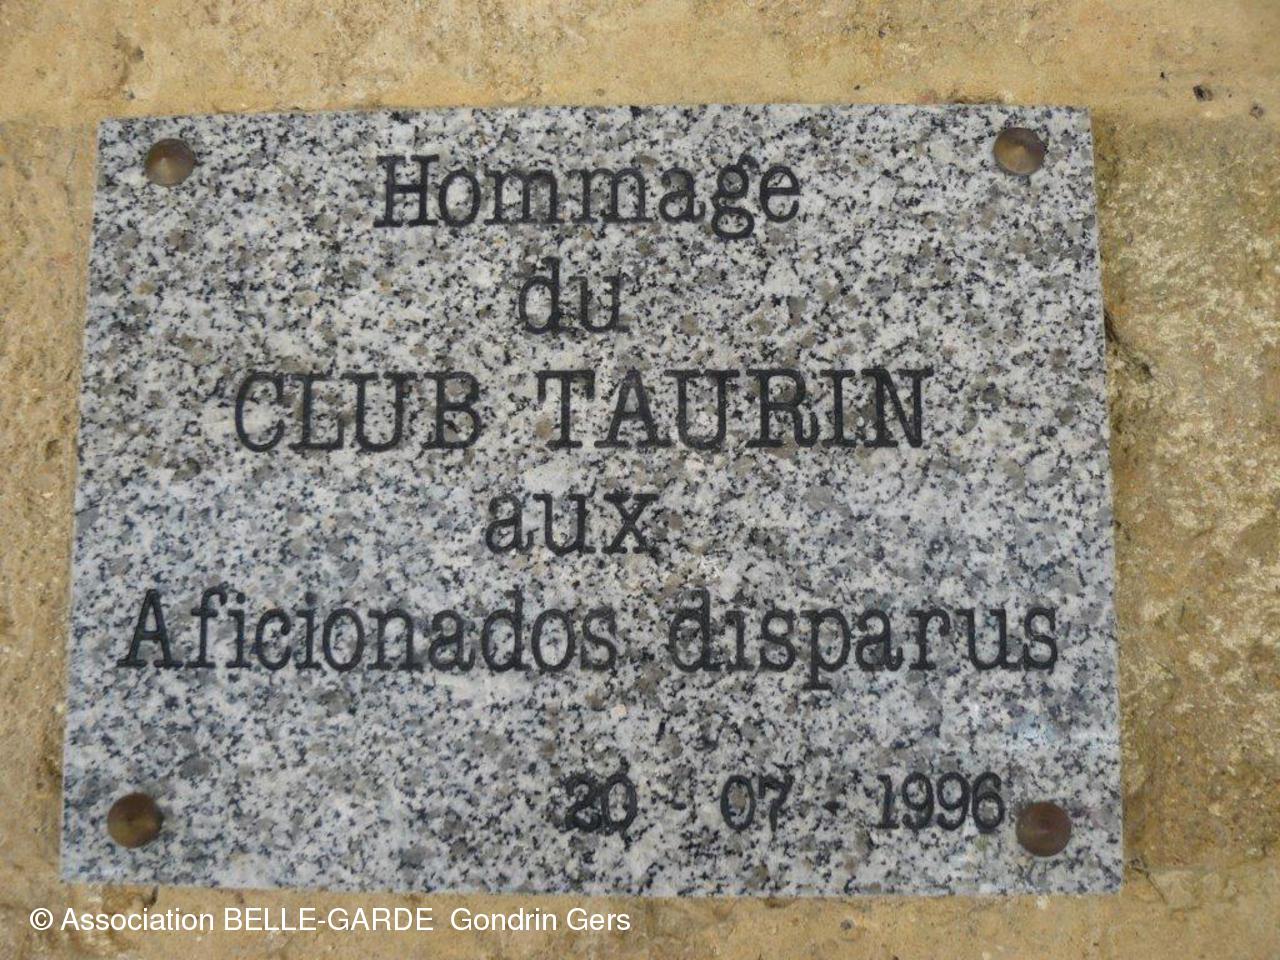 Hommage
du
CLUB TAURIN
aux
Aficionados disparus
20 - 07 - 1996
© Association BELLE-GARDE Gondrin Gers